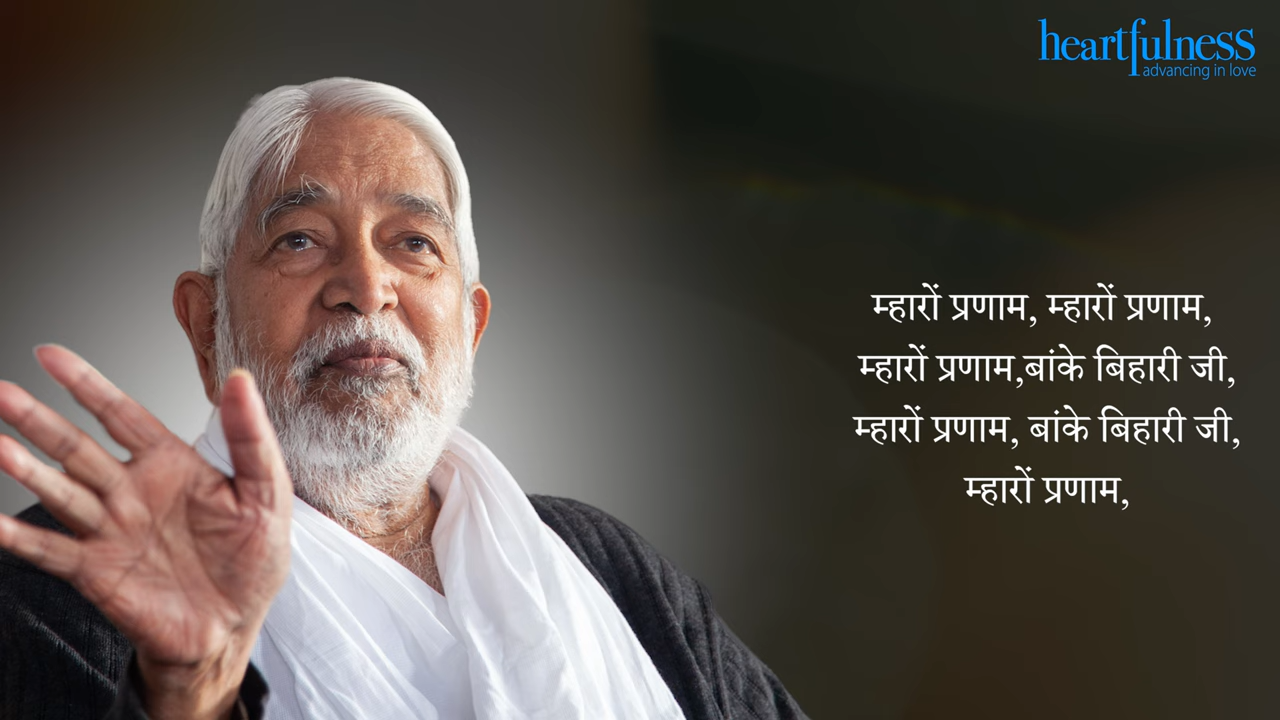 heartfulness
advancing in love
म्हारों प्रणाम, म्हारों प्रणाम,
म्हारों प्रणाम,बांके बिहारी जी,
म्हारों प्रणाम, बांके बिहारी जी,
म्हारों प्रणाम,